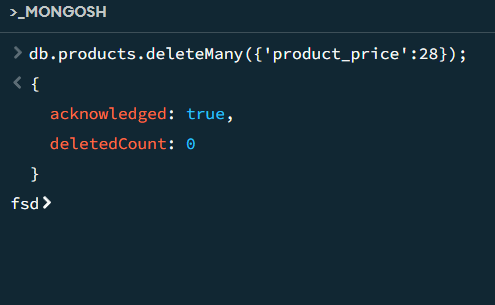 >_MONGOSH
> db.products.deleteMany({'product_price':28});
< {
acknowledged: true,
deletedCount: 0
}
fsd>